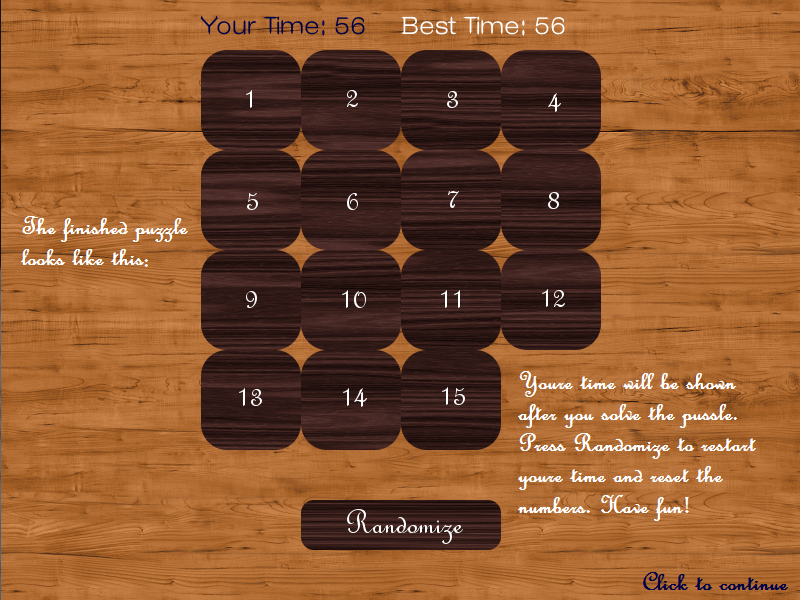 Your Time: 56 Best Time: 56
1 2 3 4
5 6 7 8
The finished puzzle
looks like this:
9 10 11 12
13 14 15
Youre time will be shown
after you solve the pussle.
Press Randomize to restart
youre time and reset the
numbers. Have fun!
Randomize
Click to continue